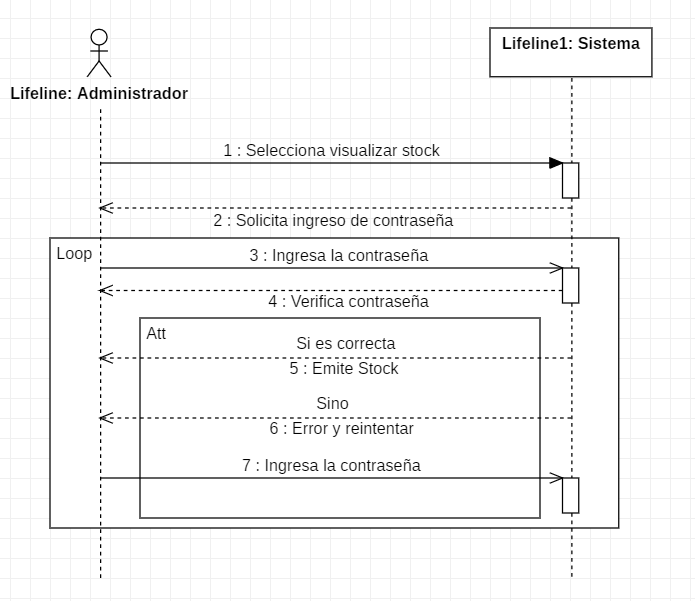 Lifeline: Administrador
Lifeline1: Sistema
1 : Selecciona visualizar stock
2 : Solicita ingreso de contraseña
Loop
3 : Ingresa la contraseña
4 : Verifica contraseña
Att
Si es correcta
5 : Emite Stock
Sino
6 : Error y reintentar
7 : Ingresa la contraseña